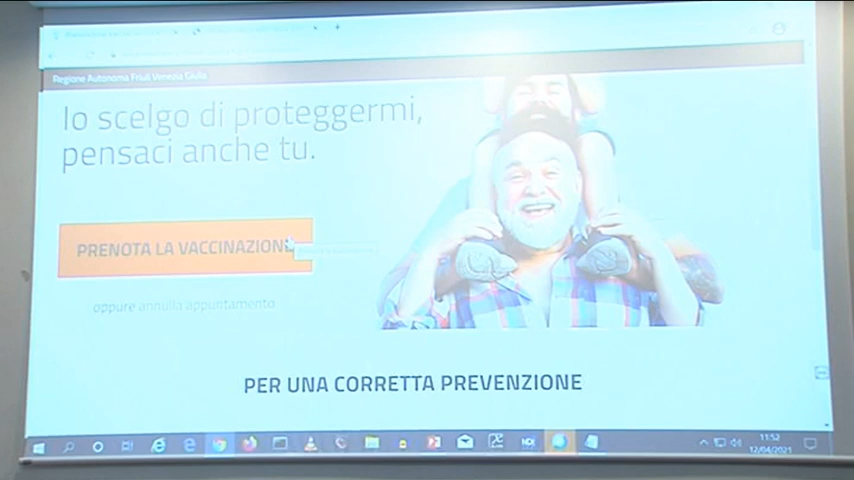 Regione Autonoma Friuli Venezia Giulia
Io scelgo di proteggermi,
pensaci anche tu.
PRENOTA LA VACCINAZIONE
oppure annulla appuntamento
PER UNA CORRETTA PREVENZIONE
11:52
12/04/2021